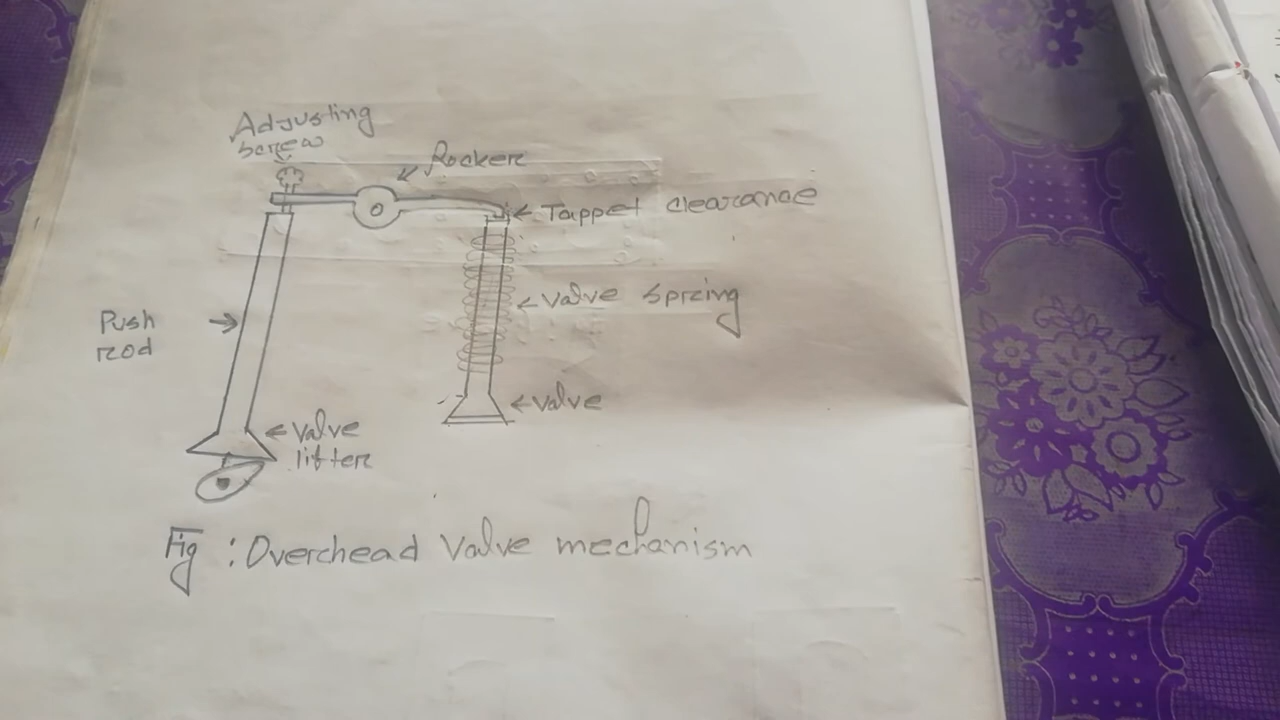 Adjusting
screw
Rocker
← Tappet clearance
← Valve spring
Push →
rod
← Valve
← Valve
lifter
Fig : Overhead Valve mechanism